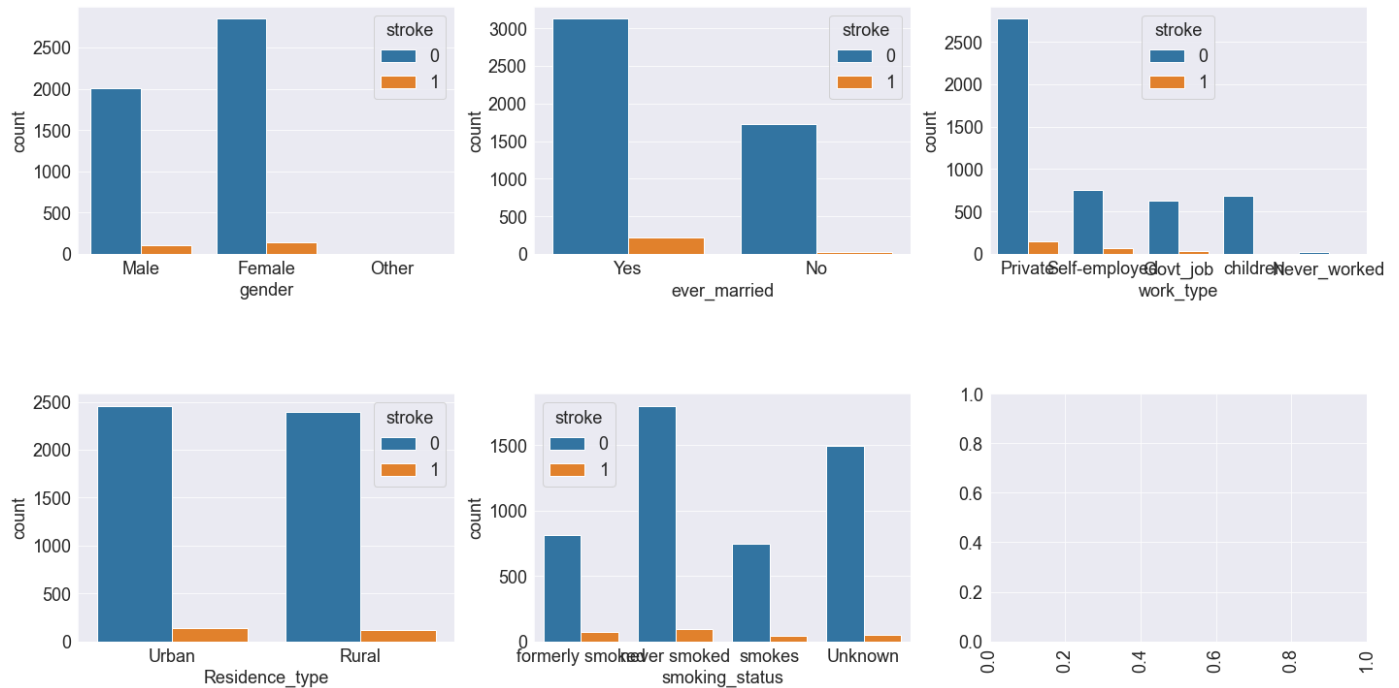 stroke
0
1
count
2500
2000
1500
1000
500
0
Male
Female
Other
gender
stroke
0
1
count
3000
2500
2000
1500
1000
500
0
Yes
No
ever_married
stroke
0
1
count
2500
2000
1500
1000
500
0
Private
Self-employed
Govt_job
children
Never_worked
work_type
stroke
0
1
count
2500
2000
1500
1000
500
0
Urban
Rural
Residence_type
stroke
0
1
count
1500
1000
500
0
formerly smoked
never smoked
smokes
Unknown
smoking_status
1.0
0.8
0.6
0.4
0.2
0.0
0.0
0.2
0.4
0.6
0.8
1.0